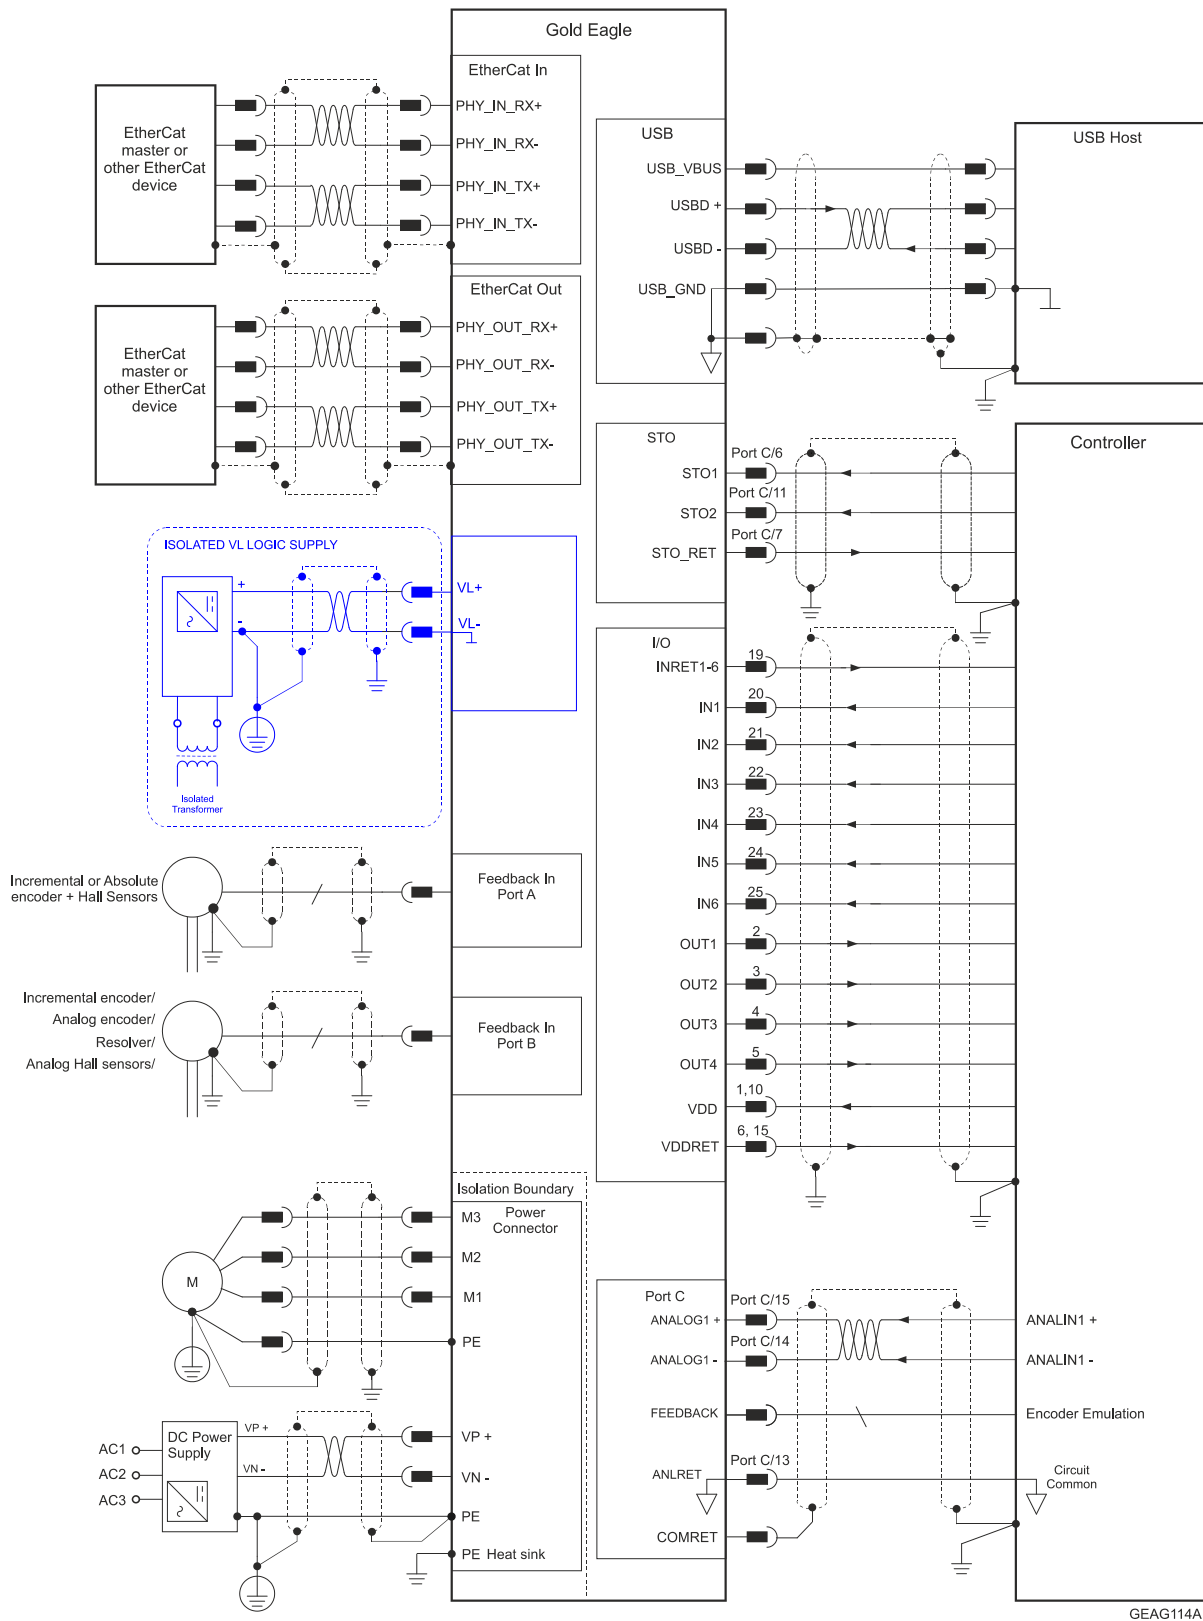 Gold Eagle
EtherCat In
PHY_IN_RX+
PHY_IN_RX-
PHY_IN_TX+
PHY_IN_TX-
EtherCat
master or
other EtherCat
device
EtherCat Out
PHY_OUT_RX+
PHY_OUT_RX-
PHY_OUT_TX+
PHY_OUT_TX-
EtherCat
master or
other EtherCat
device
ISOLATED VL LOGIC SUPPLY
+
-
VL+
VL-
Isolated
Transformer
Incremental or Absolute
encoder + Hall Sensors
Feedback In
Port A
Incremental encoder/
Analog encoder/
Resolver/
Analog Hall sensors/
Feedback In
Port B
Isolation Boundary
Power
Connector
M3
M2
M1
PE
M
DC Power
Supply
AC1
AC2
AC3
VP +
VN -
VP +
VN -
PE
PE Heat sink
USB
USB_VBUS
USBD +
USBD -
USB_GND
USB Host
STO
STO1
STO2
STO_RET
Port C/6
Port C/11
Port C/7
Controller
I/O
INRET1-6
19
IN1
20
IN2
21
IN3
22
IN4
23
IN5
24
IN6
25
OUT1
2
OUT2
3
OUT3
4
OUT4
5
VDD
1,10
VDDRET
6, 15
Port C
ANALOG1 +
Port C/15
ANALOG1 -
Port C/14
FEEDBACK
ANLRET
Port C/13
COMRET
ANALIN1 +
ANALIN1 -
Encoder Emulation
Circuit
Common
GEAG114A